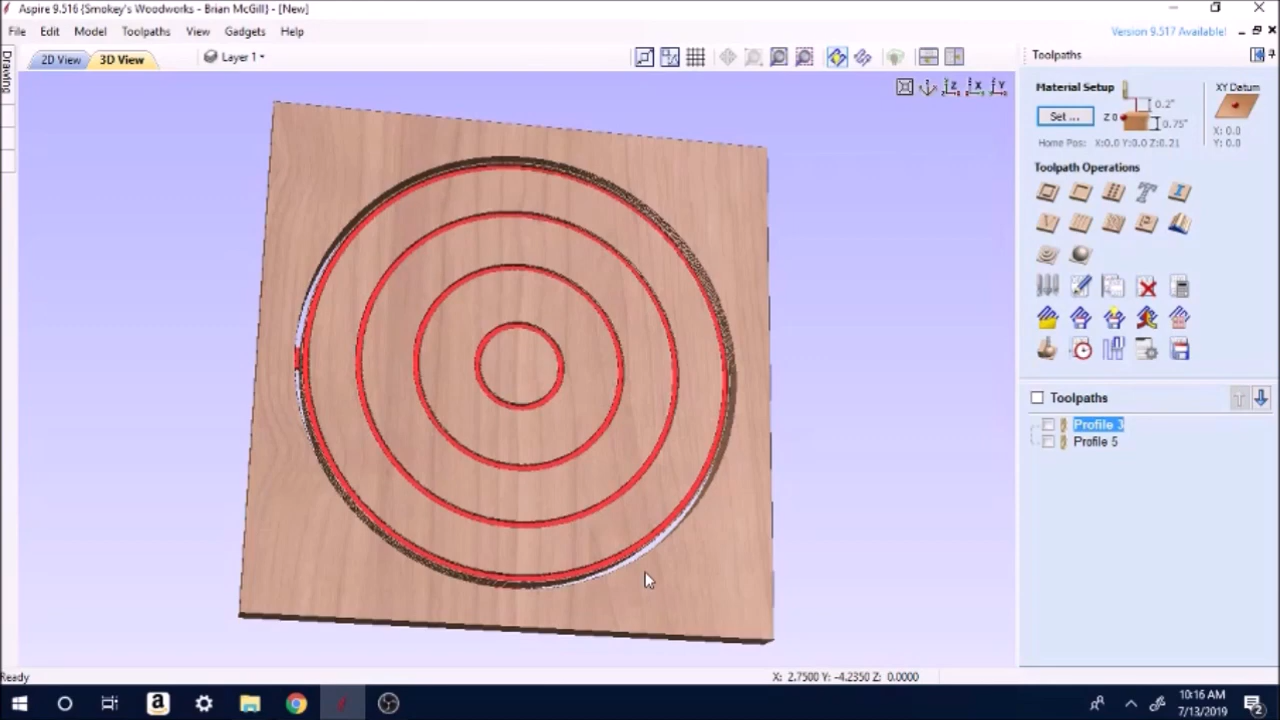 Aspire 9.516 {Smokey's Woodworks - Brian McGill} - [New]
File Edit Model Toolpaths View Gadgets Help
Version 9.517 Available!
Drawing
2D View 3D View Layer 1
Toolpaths
Material Setup
XY Datum
Set ...
Z 0
0.2"
0.75"
X: 0.0
Y: 0.0
Home Pos: X:0.0 Y:0.0 Z:0.21
Toolpath Operations
Toolpaths
Profile 3
Profile 5
Ready
X: 2.7500 Y: -4.2350 Z: 0.0000
10:16 AM
7/13/2019
2